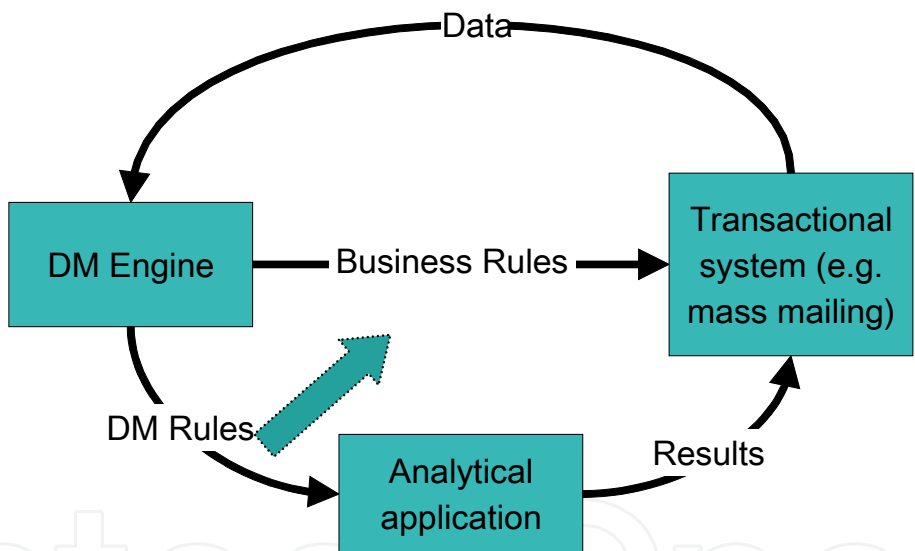 Data
DM Engine
Business Rules
Transactional
system (e.g.
mass mailing)
DM Rules
Analytical
application
Results